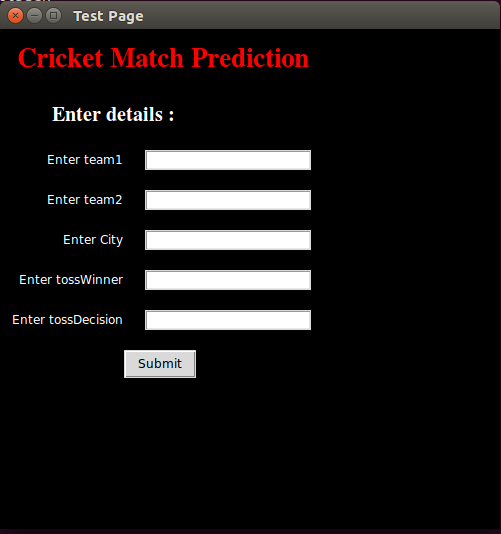 Test Page
Cricket Match Prediction
Enter details :
Enter team1
Enter team2
Enter City
Enter tossWinner
Enter tossDecision
Submit